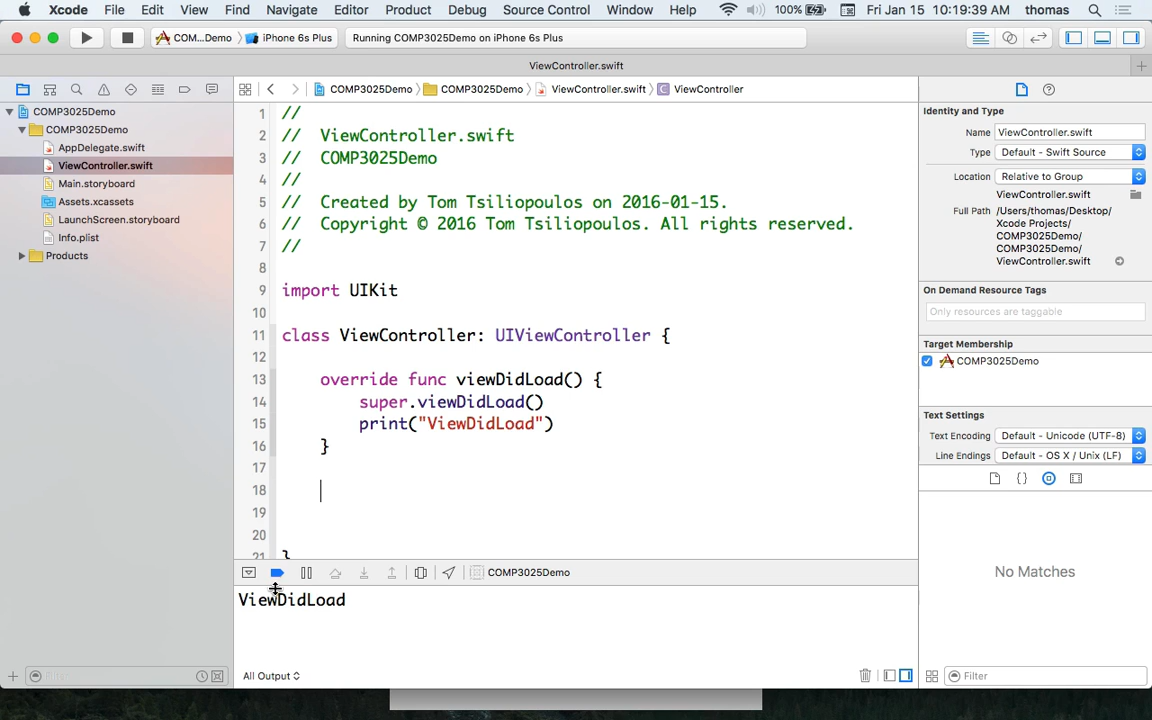 Xcode File Edit View Find Navigate Editor Product Debug Source Control Window Help 100% Fri Jan 15 10:19:39 AM thomas
COM...Demo iPhone 6s Plus Running COMP3025Demo on iPhone 6s Plus
ViewController.swift
COMP3025Demo COMP3025Demo ViewController.swift C ViewController
COMP3025Demo
COMP3025Demo
AppDelegate.swift
ViewController.swift
Main.storyboard
Assets.xcassets
LaunchScreen.storyboard
Info.plist
Products
Filter
1 //
2 // ViewController.swift
3 // COMP3025Demo
4 //
5 // Created by Tom Tsiliopoulos on 2016-01-15.
6 // Copyright © 2016 Tom Tsiliopoulos. All rights reserved.
7 //
8
9 import UIKit
10
11 class ViewController: UIViewController {
12
13 override func viewDidLoad() {
14 super.viewDidLoad()
15 print("ViewDidLoad")
16 }
17
18
19
20
21 }
COMP3025Demo
ViewDidLoad
All Output
Identity and Type
Name ViewController.swift
Type Default - Swift Source
Location Relative to Group
ViewController.swift
Full Path /Users/thomas/Desktop/
Xcode Projects/
COMP3025Demo/
COMP3025Demo/
ViewController.swift
On Demand Resource Tags
Only resources are taggable
Target Membership
COMP3025Demo
Text Settings
Text Encoding Default - Unicode (UTF-8)
Line Endings Default - OS X / Unix (LF)
{ }
No Matches
Filter